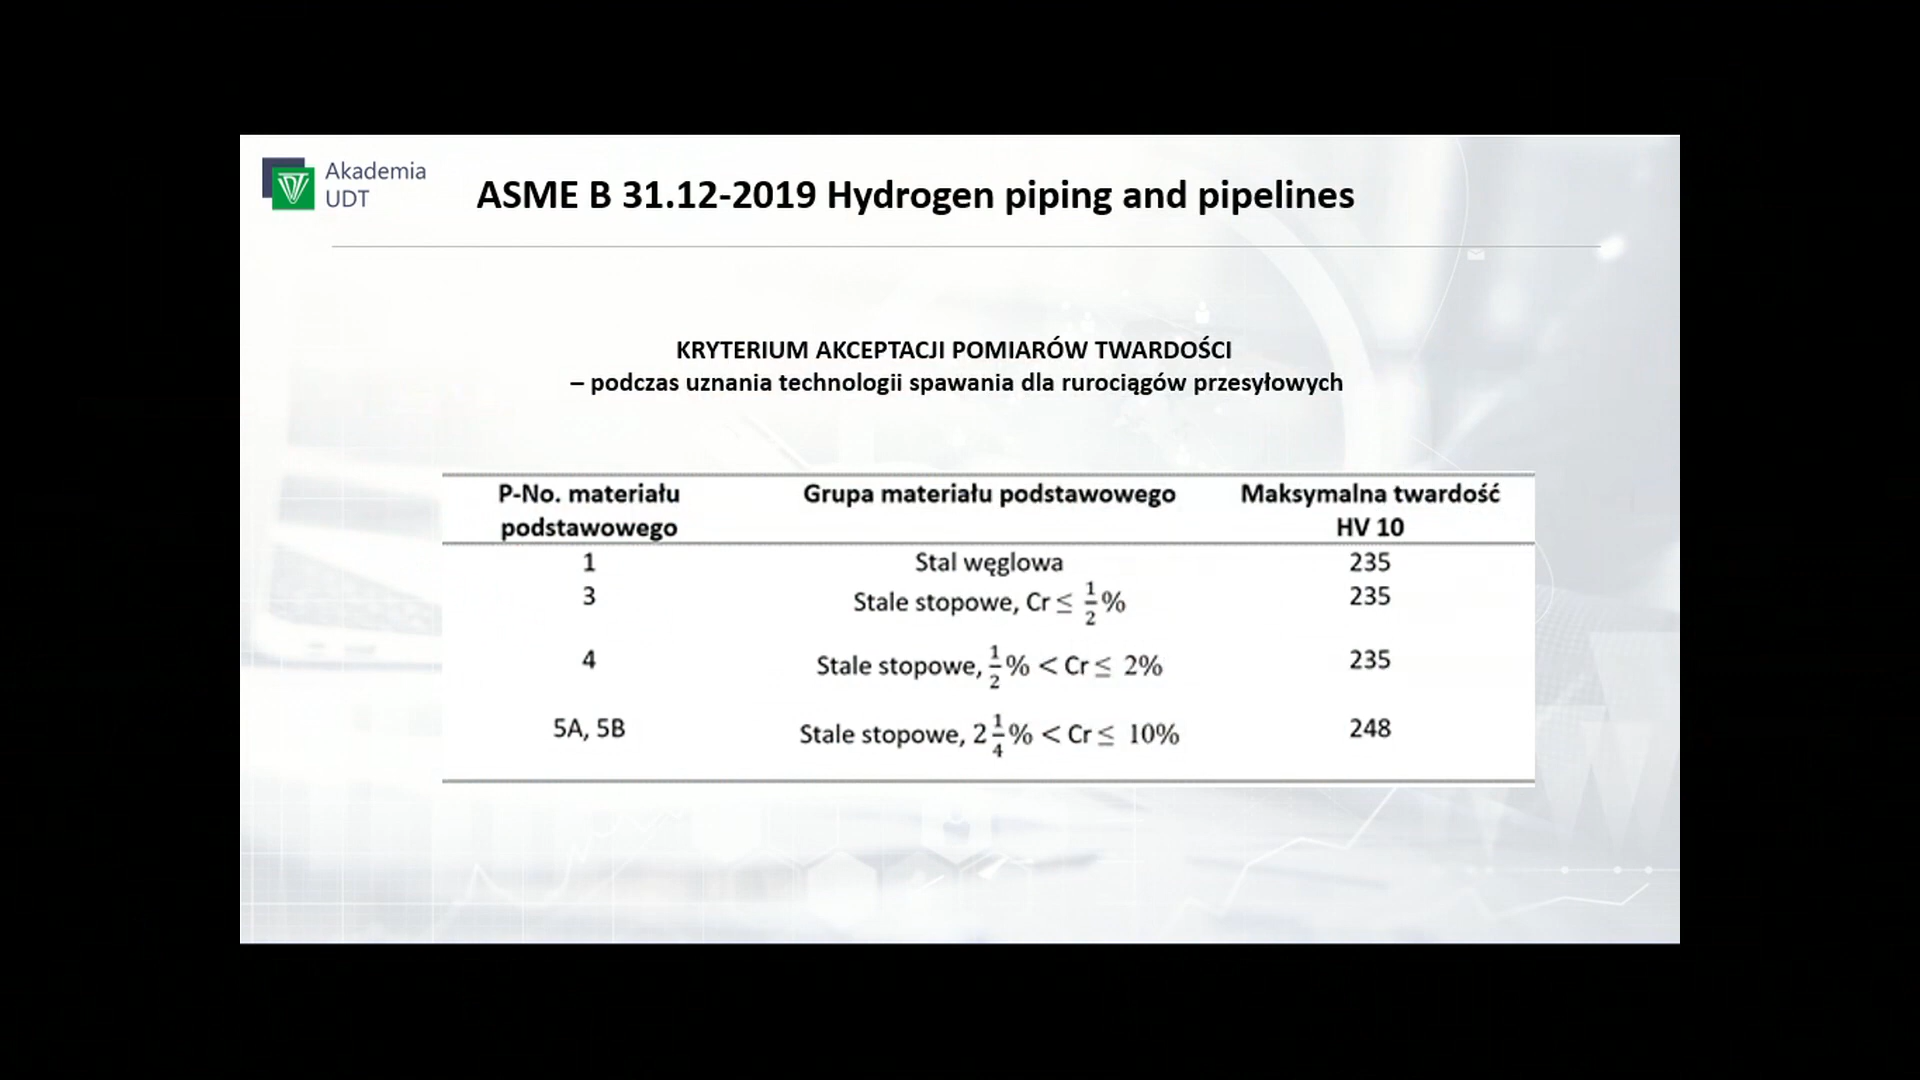 Akademia
UDT
ASME B 31.12-2019 Hydrogen piping and pipelines
KRYTERIUM AKCEPTACJI POMIARÓW TWARDOŚCI
– podczas uznania technologii spawania dla rurociągów przesyłowych
P-No. materiału podstawowego | Grupa materiału podstawowego | Maksymalna twardość HV 10
1 | Stal węglowa | 235
3 | Stale stopowe, Cr ≤ 1/2% | 235
4 | Stale stopowe, 1/2% < Cr ≤ 2% | 235
5A, 5B | Stale stopowe, 2 1/4% < Cr ≤ 10% | 248